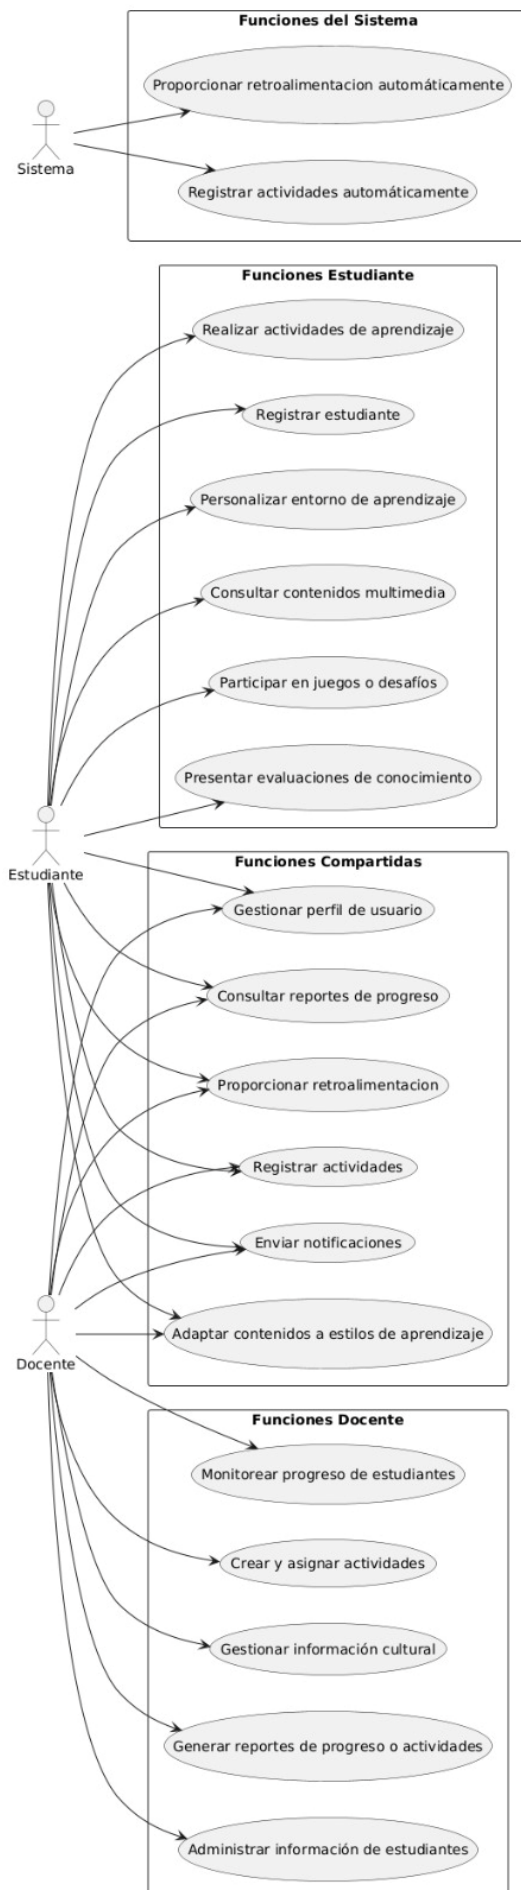 Funciones del Sistema
Proporcionar retroalimentacion automáticamente
Sistema
Registrar actividades automáticamente
Funciones Estudiante
Realizar actividades de aprendizaje
Registrar estudiante
Personalizar entorno de aprendizaje
Consultar contenidos multimedia
Participar en juegos o desafíos
Presentar evaluaciones de conocimiento
Estudiante
Funciones Compartidas
Gestionar perfil de usuario
Consultar reportes de progreso
Proporcionar retroalimentacion
Registrar actividades
Enviar notificaciones
Adaptar contenidos a estilos de aprendizaje
Docente
Funciones Docente
Monitorear progreso de estudiantes
Crear y asignar actividades
Gestionar información cultural
Generar reportes de progreso o actividades
Administrar información de estudiantes